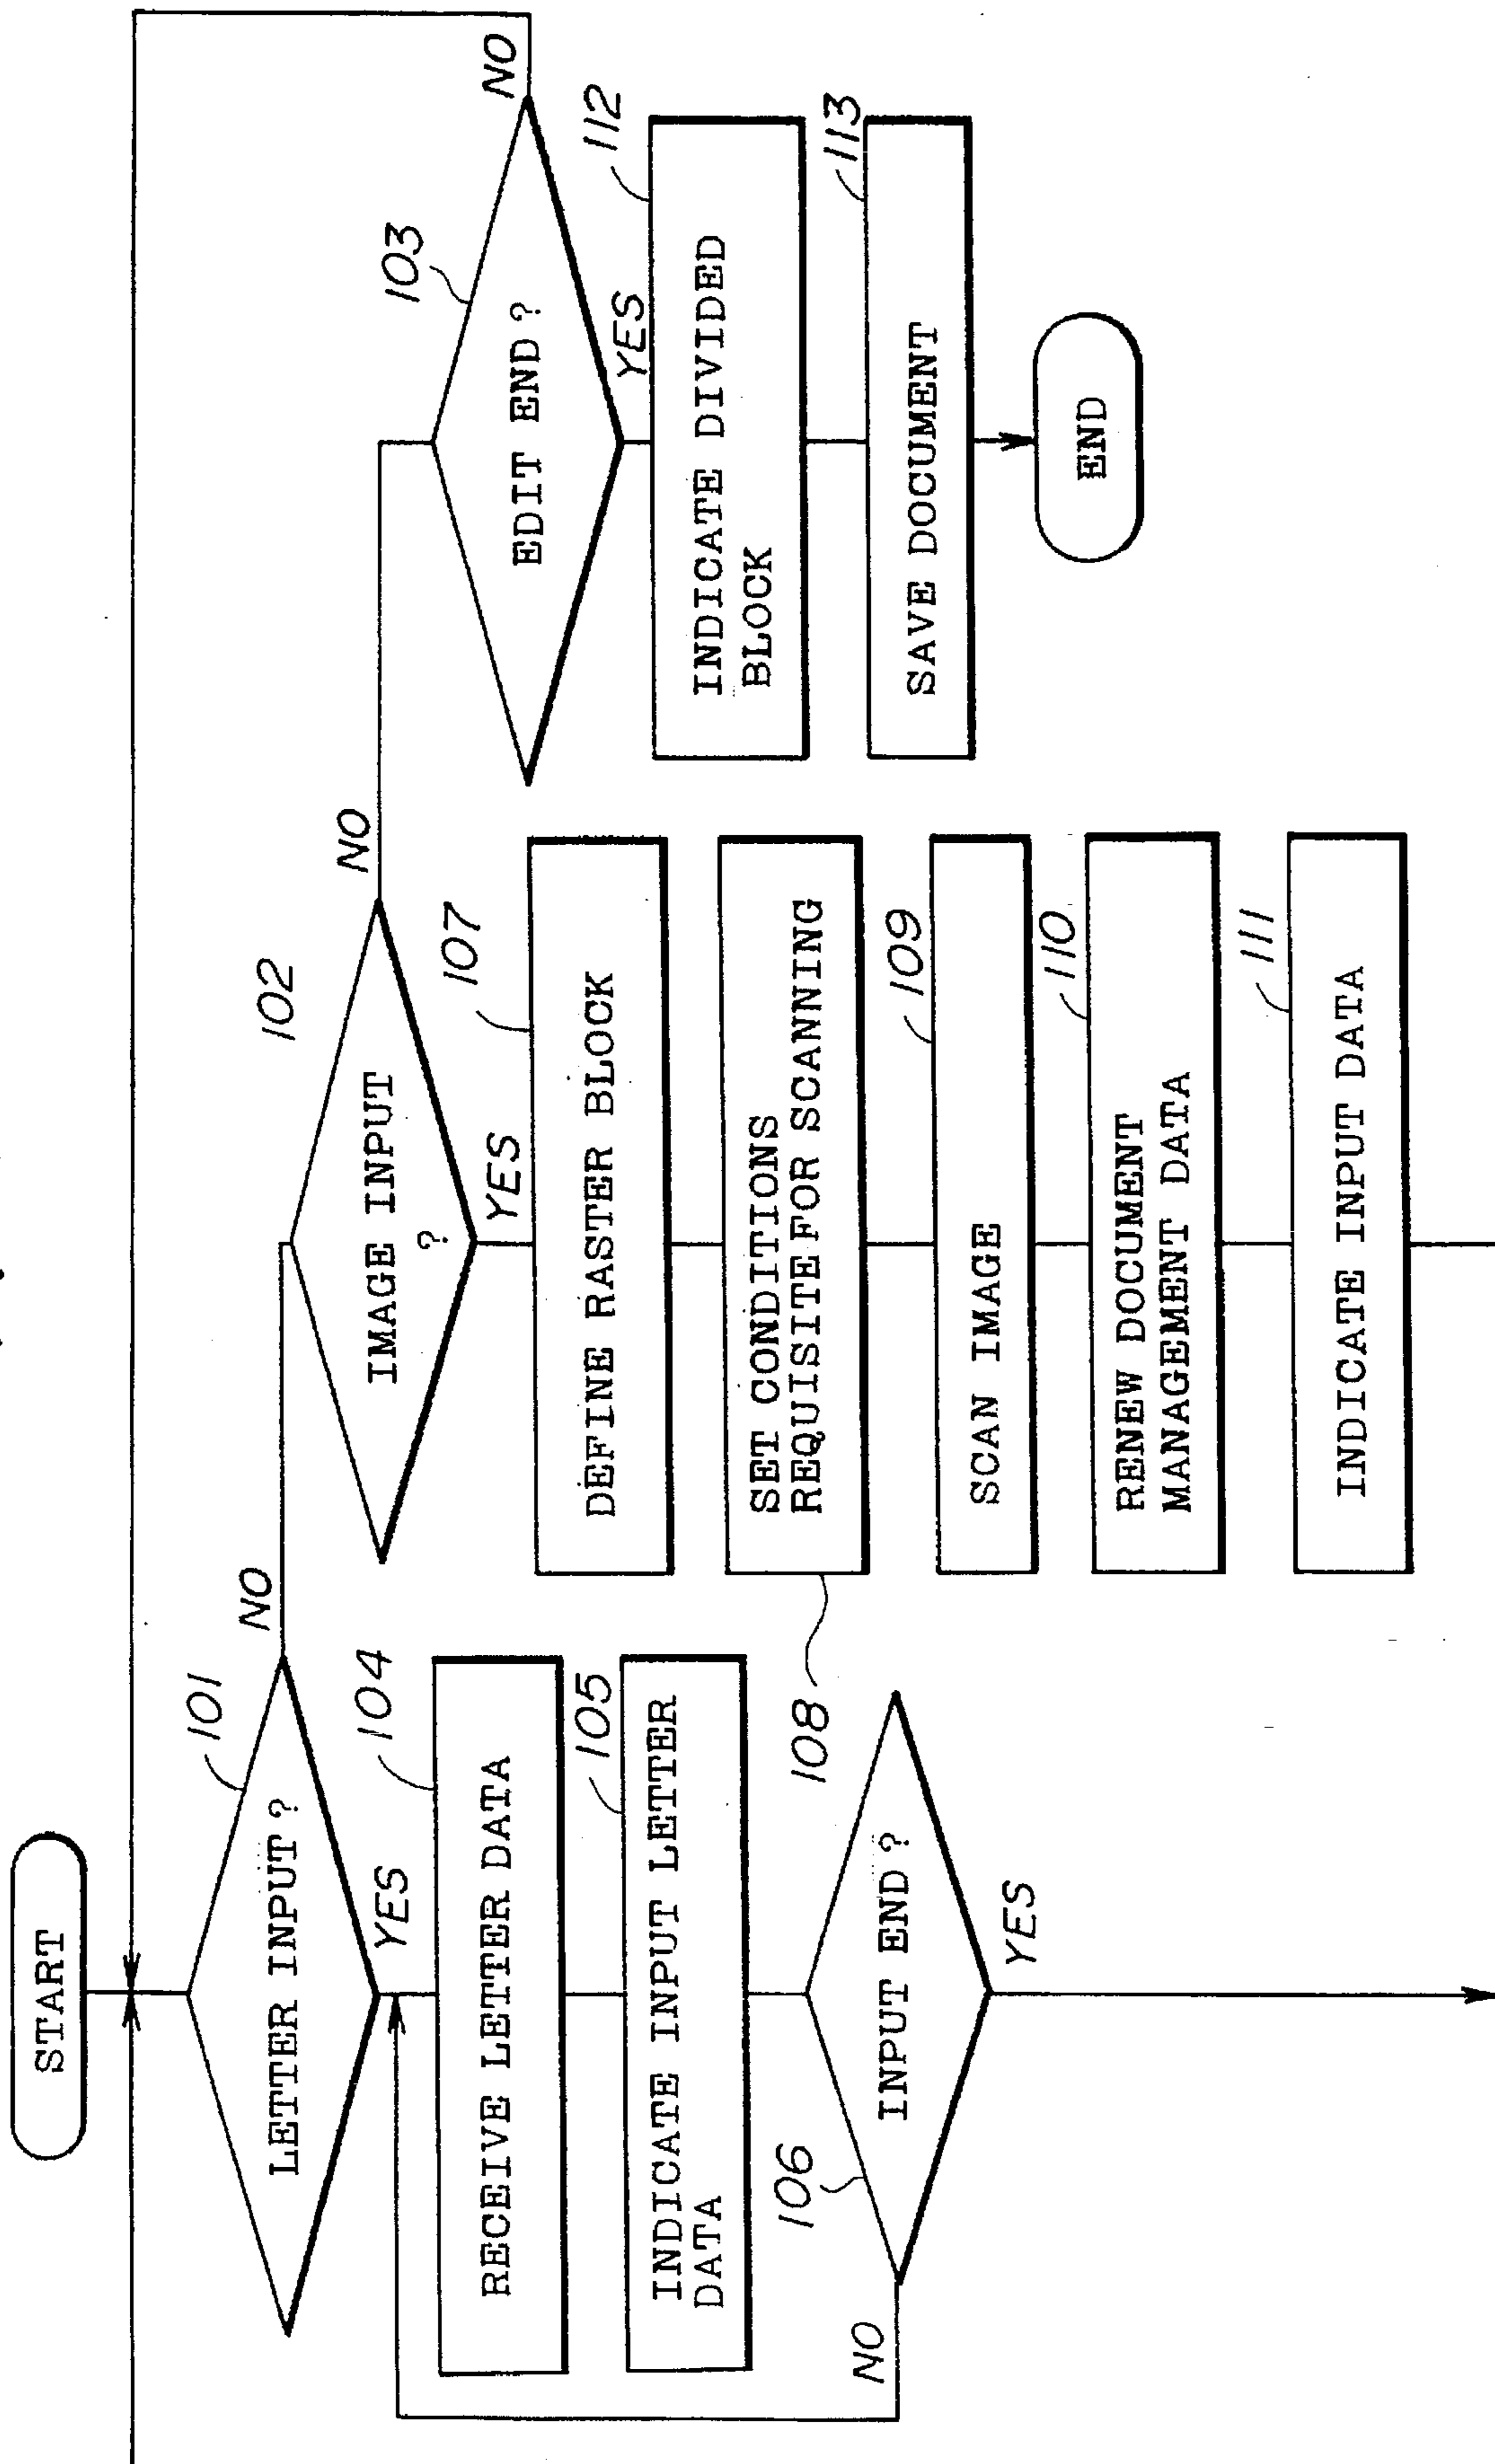 START
101
LETTER INPUT?
NO
YES
104
RECEIVE LETTER DATA
105
INDICATE INPUT LETTER
DATA
106
INPUT END?
NO
YES
102
IMAGE INPUT
?
NO
YES
107
DEFINE RASTER BLOCK
108
SET CONDITIONS
REQUISITE FOR SCANNING
109
SCAN IMAGE
110
RENEW DOCUMENT
MANAGEMENT DATA
111
INDICATE INPUT DATA
103
EDIT END?
NO
YES
112
INDICATE DIVIDED
BLOCK
113
SAVE DOCUMENT
END